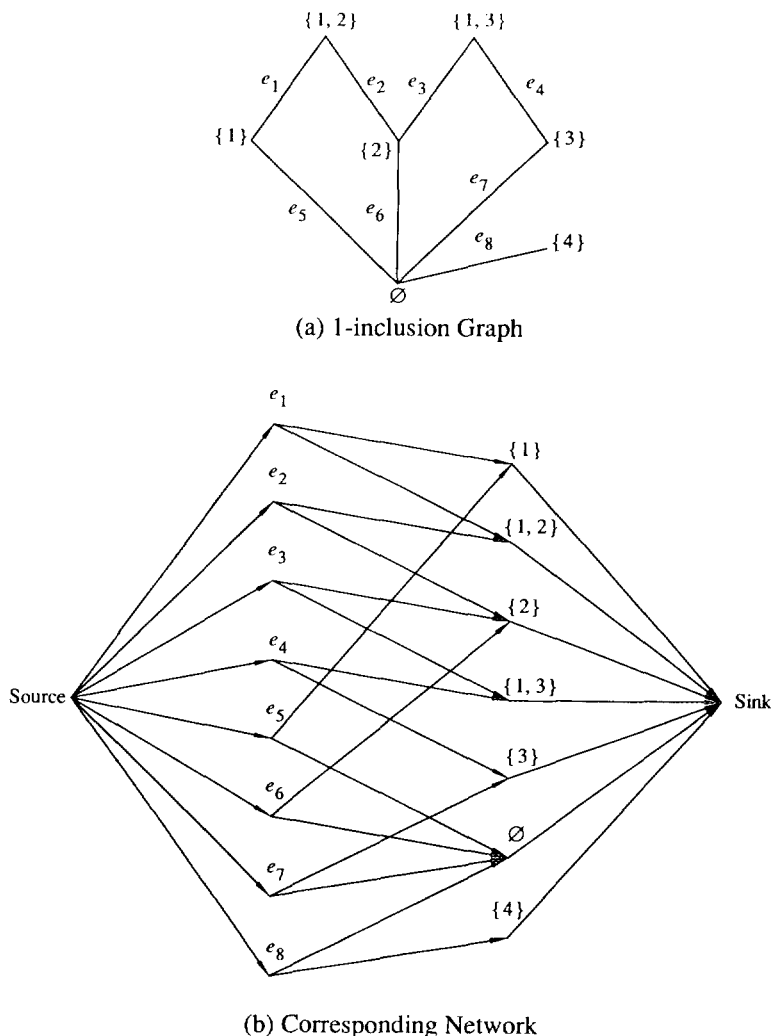 {1, 2} {1, 3}
e1 e2 e3 e4
{1} {2} {3}
e5 e6 e7
e8 {4}
∅
(a) 1-inclusion Graph
e1
{1}
e2
{1, 2}
e3
{2}
e4
{1, 3}
Source Sink
e5
{3}
e6
∅
e7
{4}
e8
(b) Corresponding Network